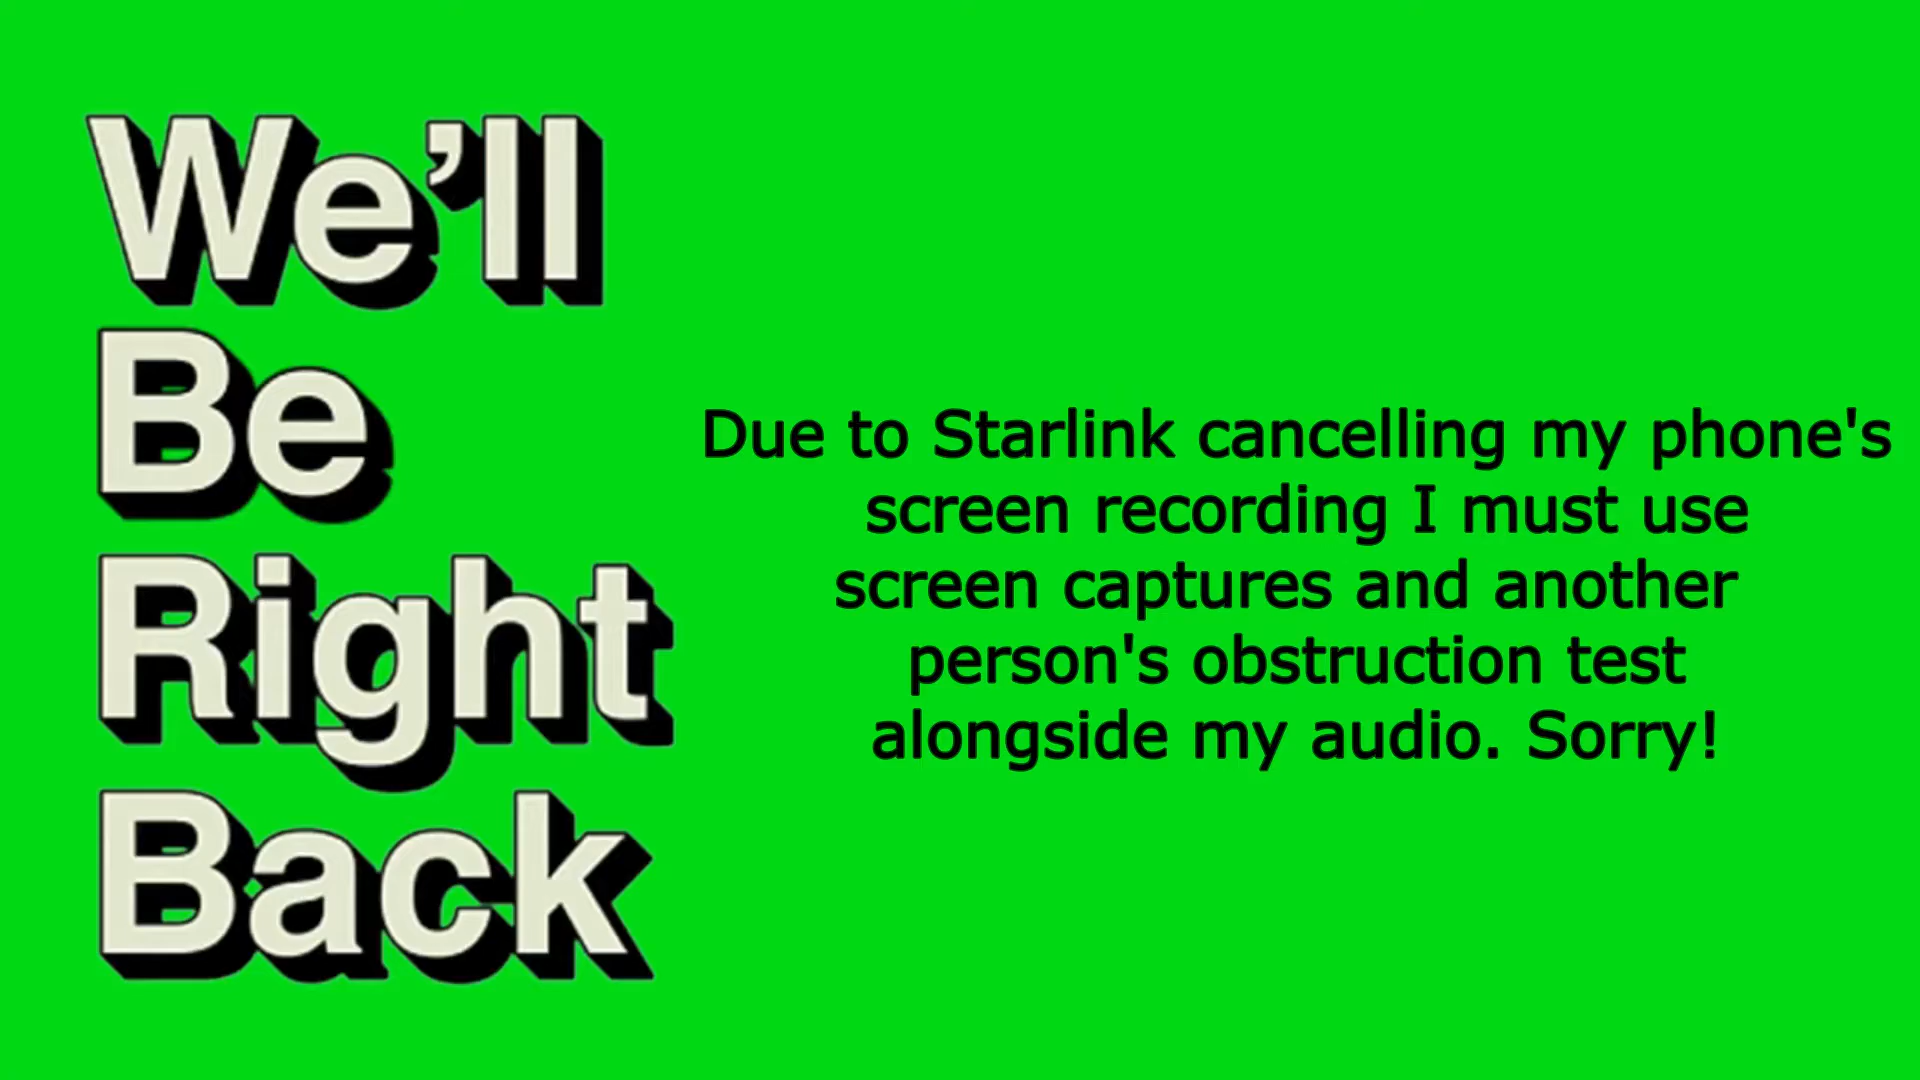 We’ll
Be
Right
Back
Due to Starlink cancelling my phone's
screen recording I must use
screen captures and another
person's obstruction test
alongside my audio. Sorry!